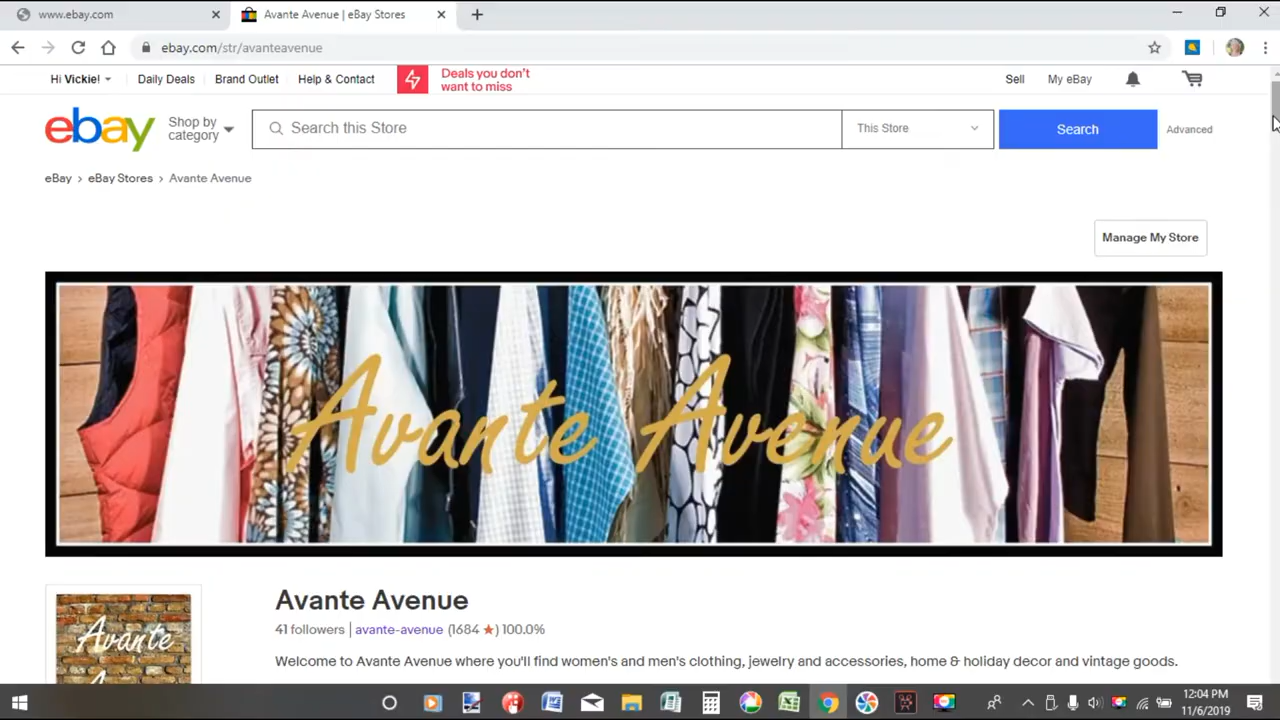 www.ebay.com
Avante Avenue | eBay Stores
ebay.com/str/avanteavenue
Hi Vickie!
Daily Deals
Brand Outlet
Help & Contact
Deals you don't
want to miss
Sell
My eBay
ebay
Shop by
category
Search this Store
This Store
Search
Advanced
eBay > eBay Stores > Avante Avenue
Manage My Store
Avante Avenue
Avante
Avante Avenue
41 followers | avante-avenue (1684 ★) 100.0%
Welcome to Avante Avenue where you'll find women's and men's clothing, jewelry and accessories, home & holiday decor and vintage goods.
12:04 PM
11/6/2019